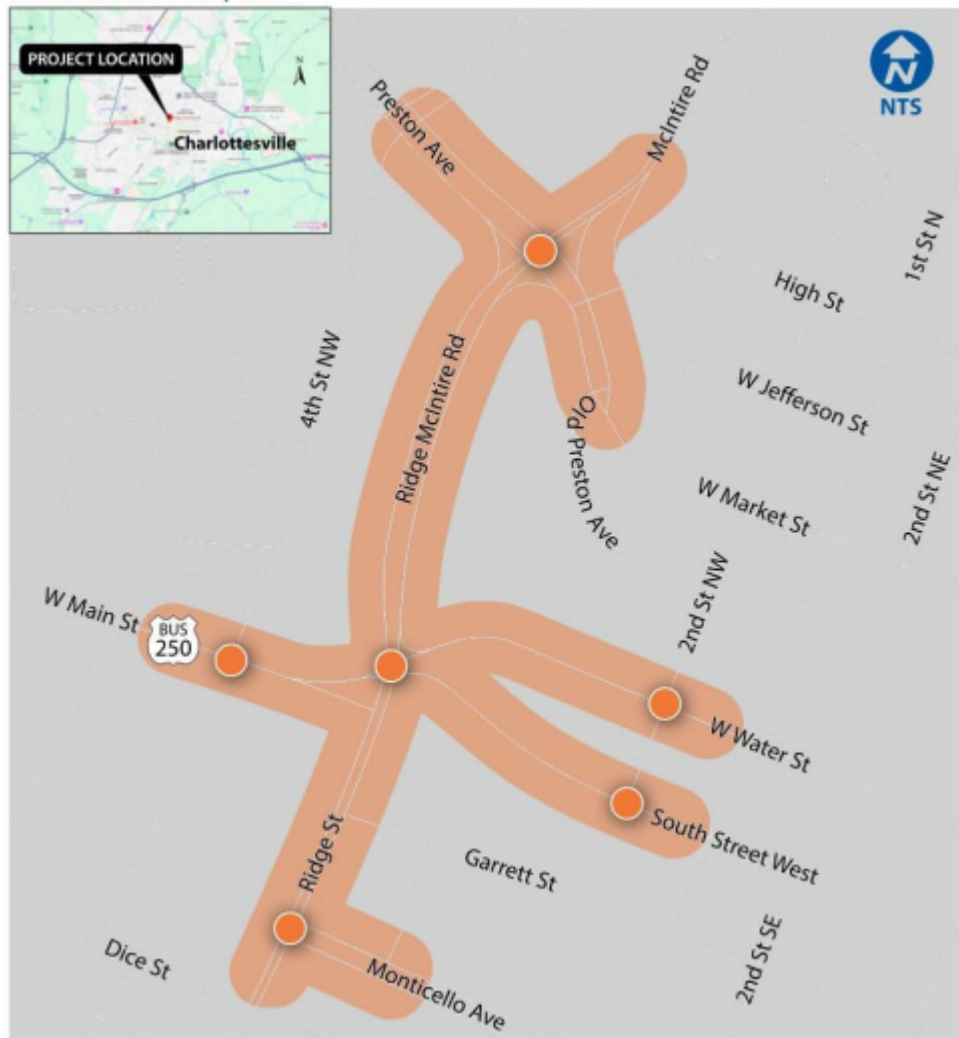 PROJECT LOCATION
N
Charlottesville
N
NTS
Preston Ave
McIntire Rd
1st St N
High St
4th St NW
Ridge McIntire Rd
W Jefferson St
Old Preston Ave
W Market St
2nd St NE
W Main St
BUS
250
2nd St NW
W Water St
South Street West
Ridge St
Garrett St
Dice St
Monticello Ave
2nd St SE